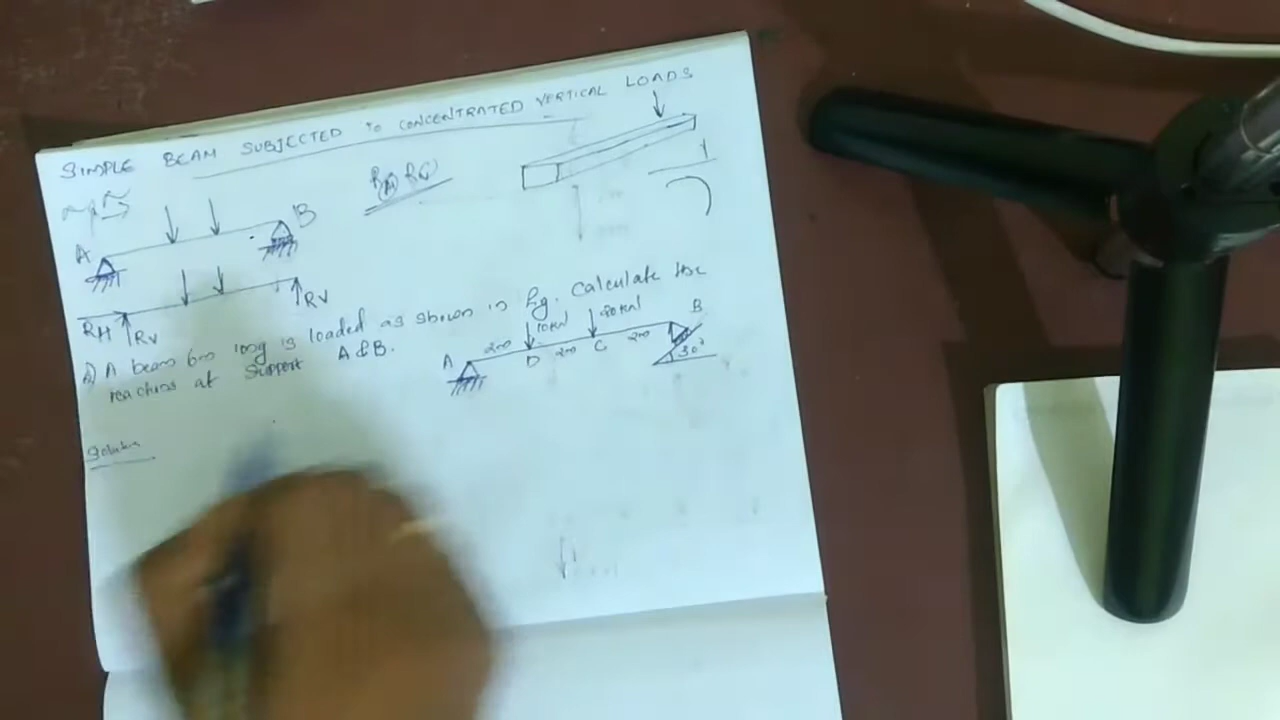 SIMPLE BEAM SUBJECTED To CONCENTRATED VERTICAL LOADS
A B
RH RV RV
A beam 6m long is loaded as shown in fig. Calculate the
reactions at Support A & B.
A 2m 10kN D 2m 20kN C 2m B 30°
Solution